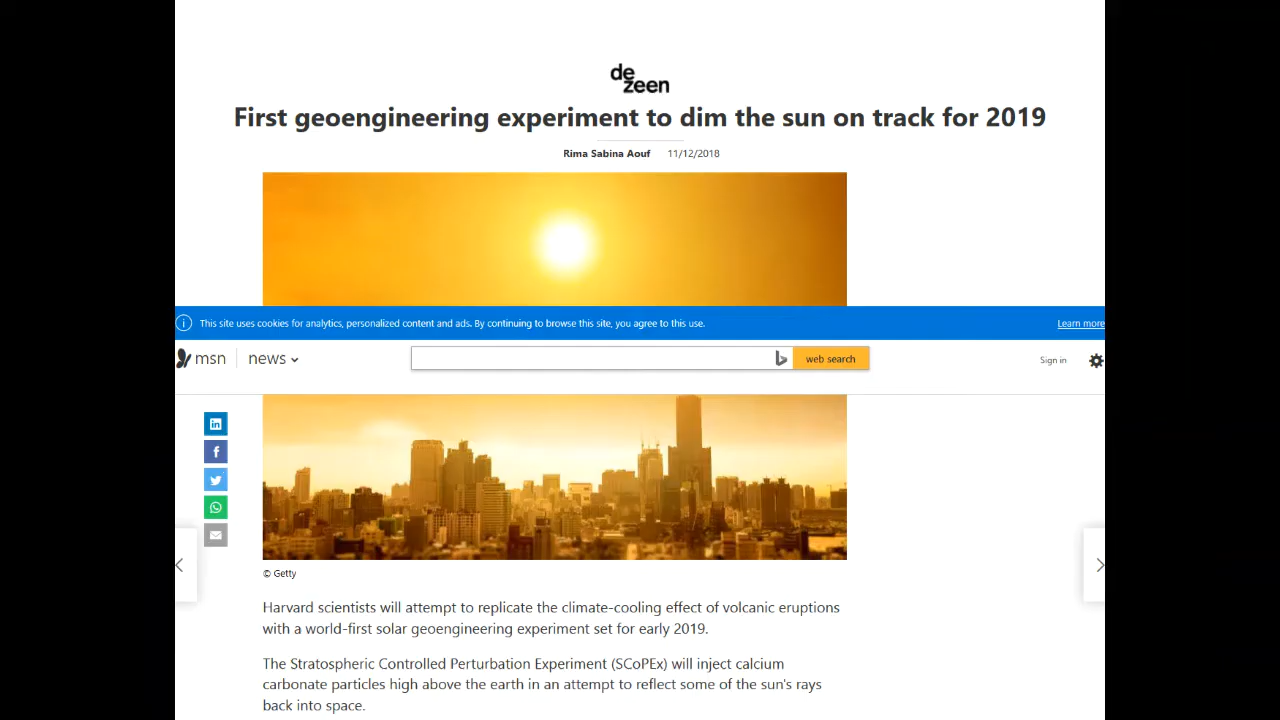 de
zeen
First geoengineering experiment to dim the sun on track for 2019
Rima Sabina Aouf 11/12/2018
This site uses cookies for analytics, personalized content and ads. By continuing to browse this site, you agree to this use. Learn more
msn news web search Sign in
© Getty
Harvard scientists will attempt to replicate the climate-cooling effect of volcanic eruptions
with a world-first solar geoengineering experiment set for early 2019.
The Stratospheric Controlled Perturbation Experiment (SCoPEx) will inject calcium
carbonate particles high above the earth in an attempt to reflect some of the sun's rays
back into space.